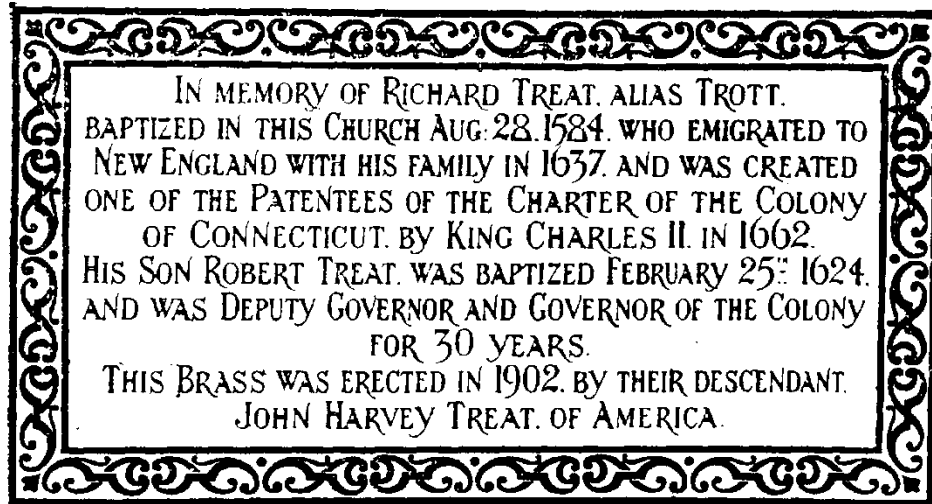 IN MEMORY OF RICHARD TREAT. ALIAS TROTT.
BAPTIZED IN THIS CHURCH AUG: 28. 1584. WHO EMIGRATED TO
NEW ENGLAND WITH HIS FAMILY IN 1637. AND WAS CREATED
ONE OF THE PATENTEES OF THE CHARTER OF THE COLONY
OF CONNECTICUT. BY KING CHARLES II. IN 1662.
HIS SON ROBERT TREAT. WAS BAPTIZED FEBRUARY 25TH 1624.
AND WAS DEPUTY GOVERNOR AND GOVERNOR OF THE COLONY
FOR 30 YEARS.
THIS BRASS WAS ERECTED IN 1902. BY THEIR DESCENDANT.
JOHN HARVEY TREAT. OF AMERICA.